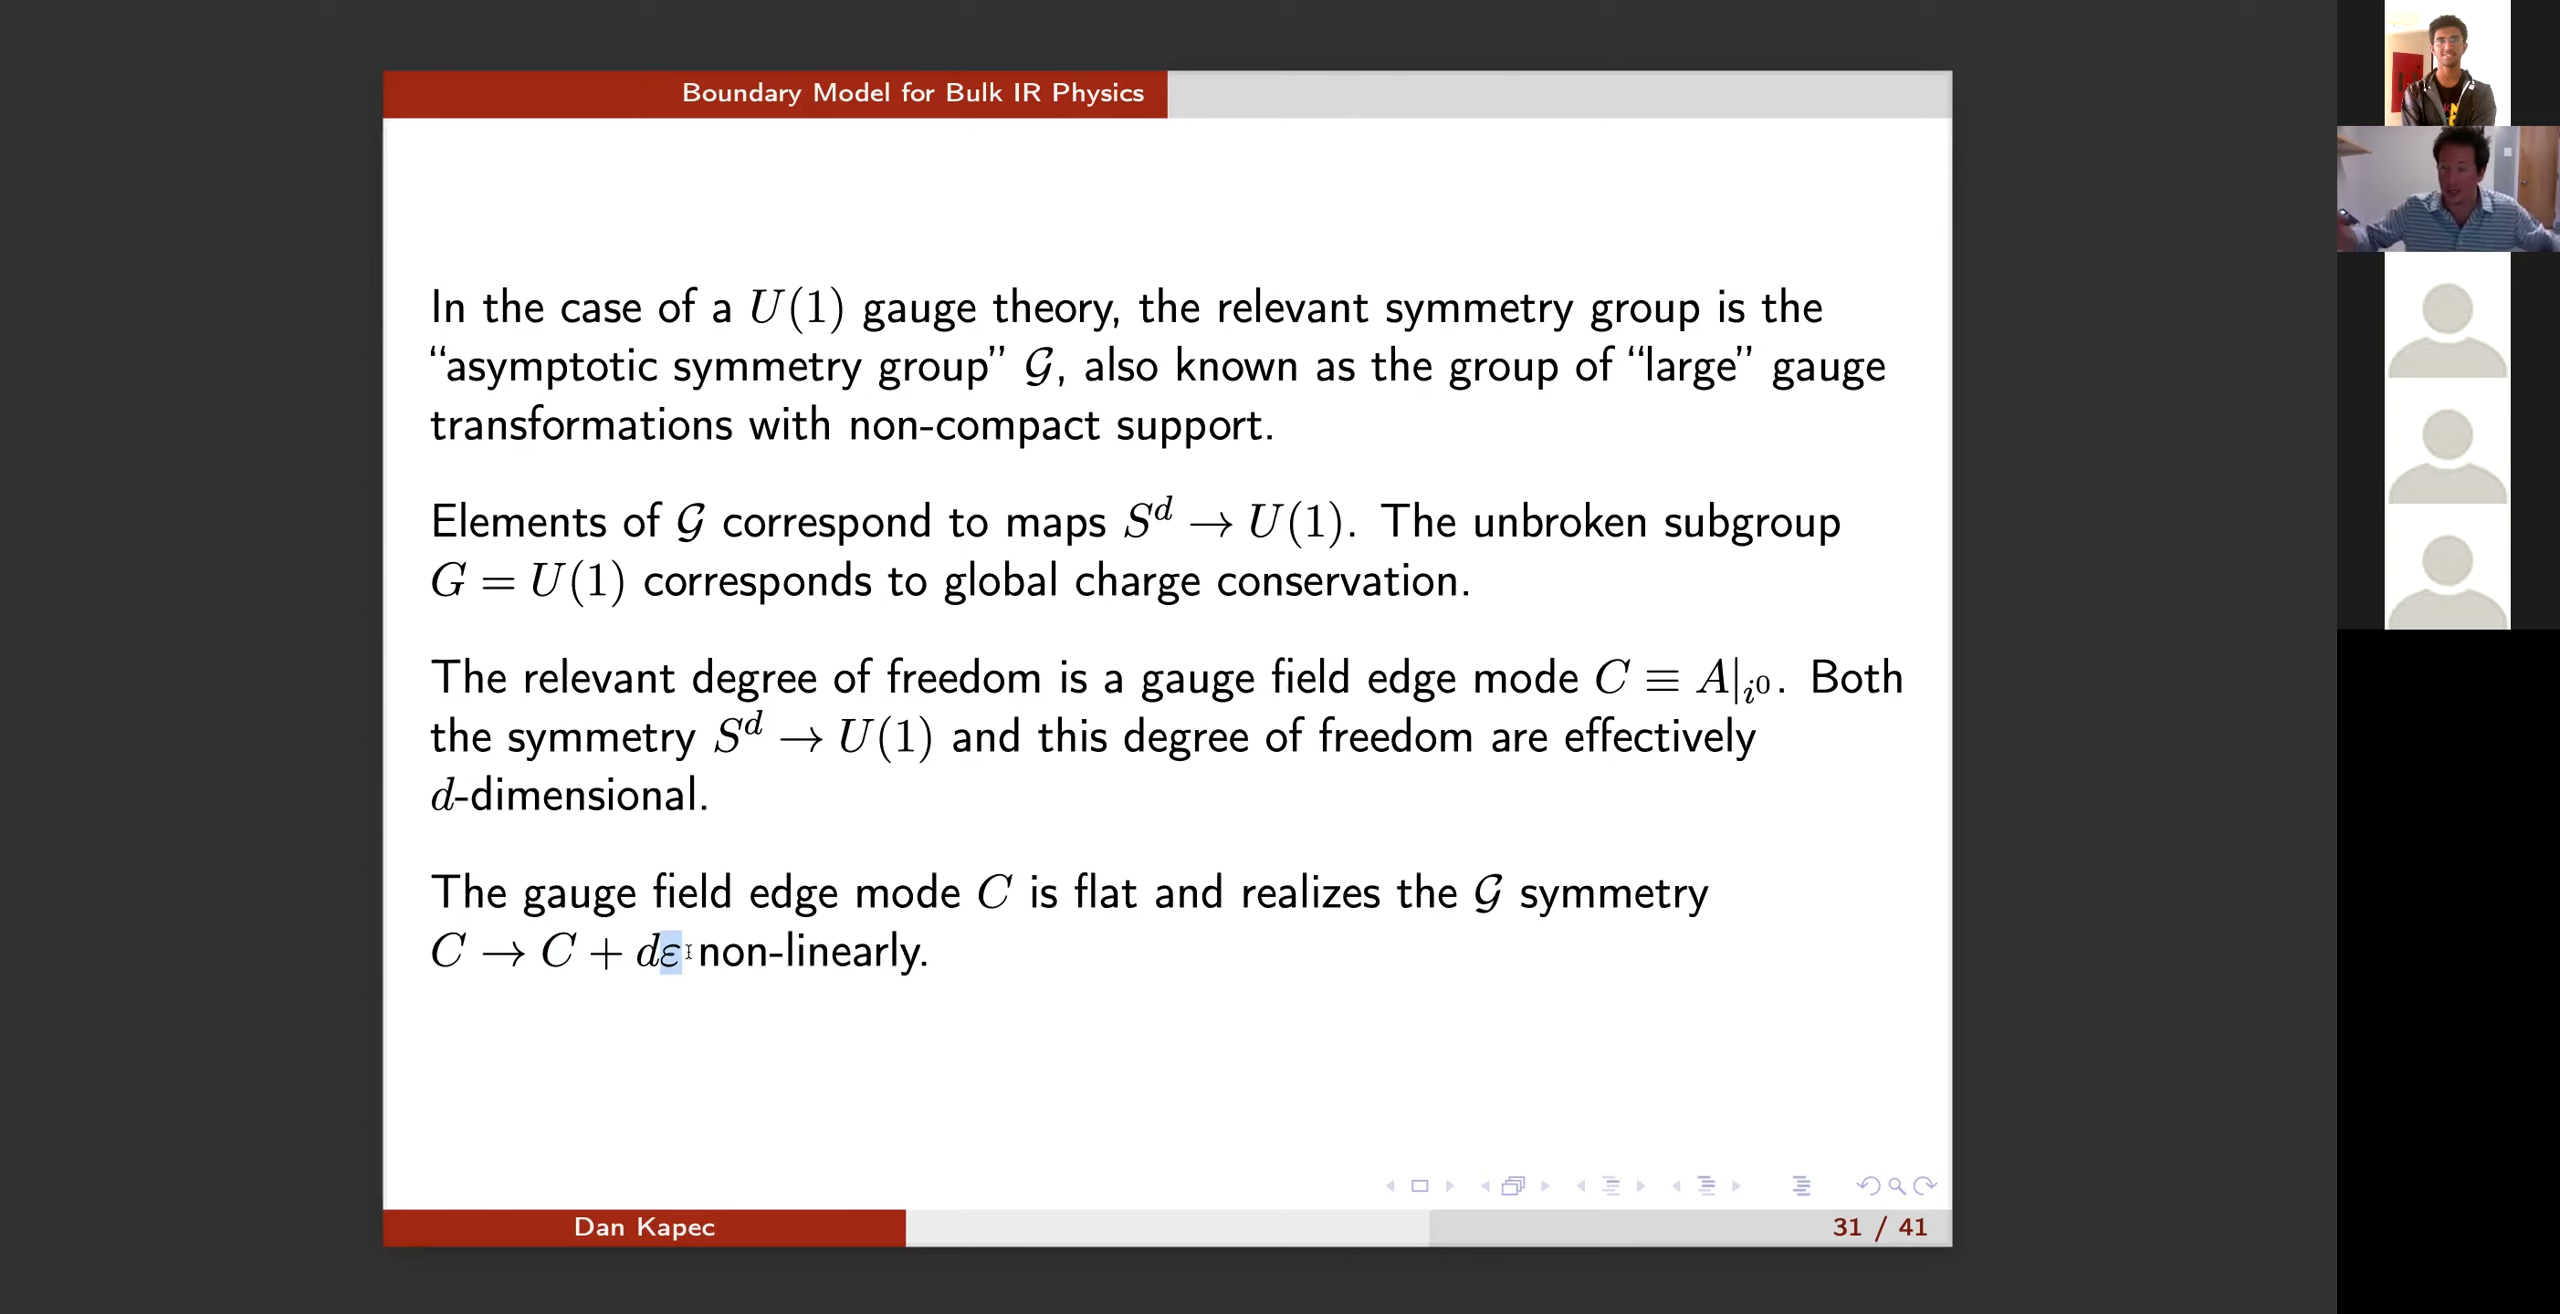 Boundary Model for Bulk IR Physics
In the case of a U(1) gauge theory, the relevant symmetry group is the
“asymptotic symmetry group” 𝒢, also known as the group of “large” gauge
transformations with non-compact support.
Elements of 𝒢 correspond to maps S^d → U(1). The unbroken subgroup
G = U(1) corresponds to global charge conservation.
The relevant degree of freedom is a gauge field edge mode C ≡ A|_{i^0}. Both
the symmetry S^d → U(1) and this degree of freedom are effectively
d-dimensional.
The gauge field edge mode C is flat and realizes the 𝒢 symmetry
C → C + dε non-linearly.
Dan Kapec
31 / 41